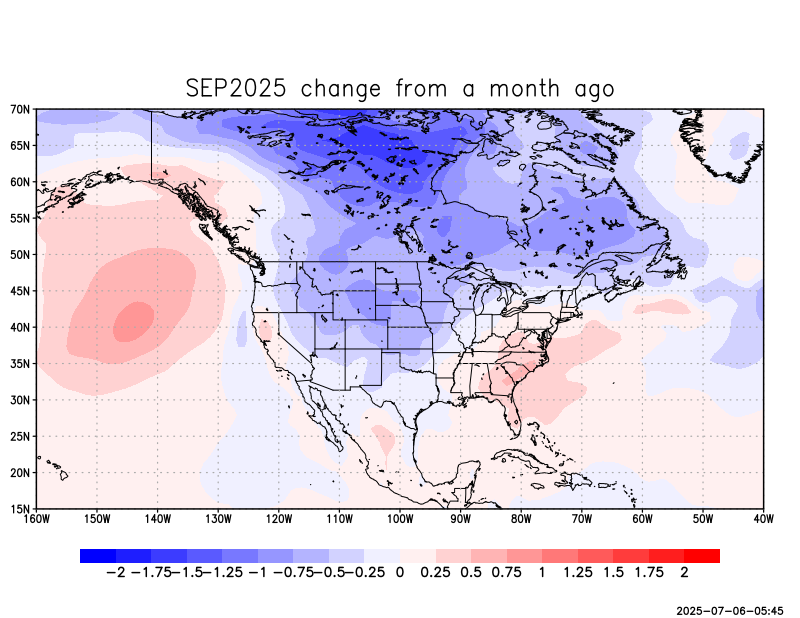 SEP2025 change from a month ago
70N
65N
60N
55N
50N
45N
40N
35N
30N
25N
20N
15N
160W 150W 140W 130W 120W 110W 100W 90W 80W 70W 60W 50W 40W
−2 −1.75 −1.5 −1.25 −1 −0.75 −0.5 −0.25 0 0.25 0.5 0.75 1 1.25 1.5 1.75 2
2025-07-06-05:45